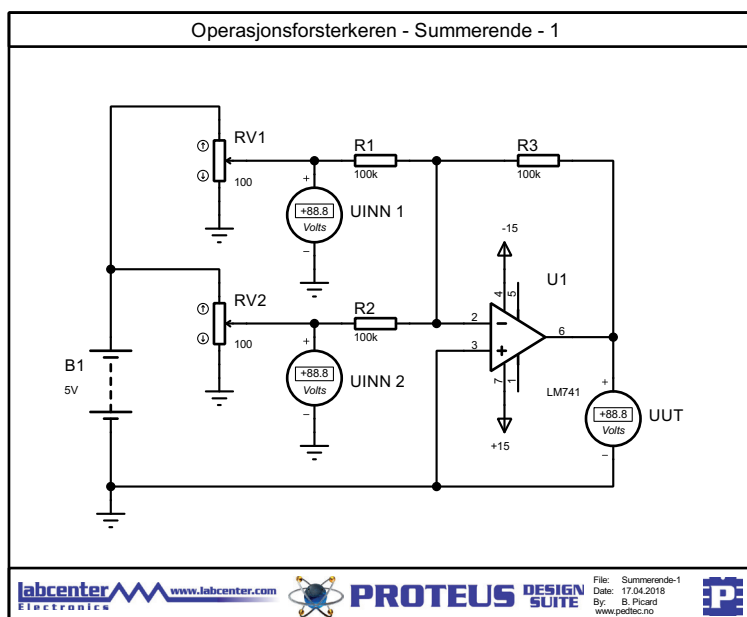 Operasjonsforsterkeren - Summerende - 1
RV1
100
R1
100k
R3
100k
+
+88.8
Volts
−
UINN 1
-15
U1
RV2
100
R2
100k
4
5
2
3
6
7
1
+
+88.8
Volts
−
UINN 2
B1
5V
LM741
+15
+
+88.8
Volts
−
UUT
labcenter www.labcenter.com
Electronics
PROTEUS DESIGN SUITE
File: Summerende-1
Date: 17.04.2018
By: B. Picard
www.pedtec.no